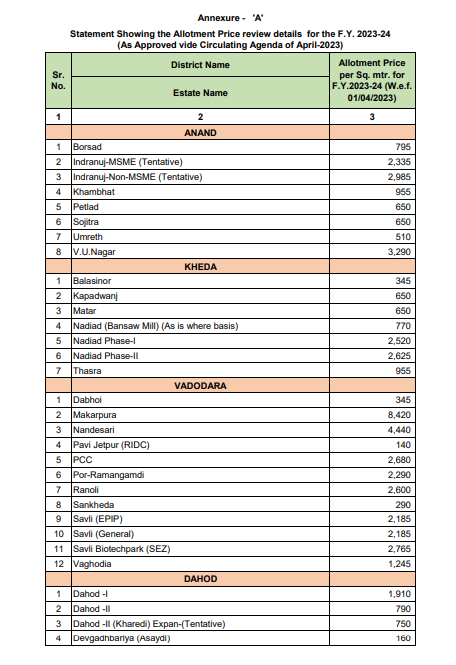 Annexure - 'A'
Statement Showing the Allotment Price review details for the F.Y. 2023-24
(As Approved vide Circulating Agenda of April-2023)
Sr. No. District Name Allotment Price per Sq. mtr. for F.Y.2023-24 (W.e.f. 01/04/2023)
Estate Name
1 2 3
ANAND
1 Borsad 795
2 Indranuj-MSME (Tentative) 2,335
3 Indranuj-Non-MSME (Tentative) 2,985
4 Khambhat 955
5 Petlad 650
6 Sojitra 650
7 Umreth 510
8 V.U.Nagar 3,290
KHEDA
1 Balasinor 345
2 Kapadwanj 650
3 Matar 650
4 Nadiad (Bansaw Mill) (As is where basis) 770
5 Nadiad Phase-I 2,520
6 Nadiad Phase-II 2,625
7 Thasra 955
VADODARA
1 Dabhoi 345
2 Makarpura 8,420
3 Nandesari 4,440
4 Pavi Jetpur (RIDC) 140
5 PCC 2,680
6 Por-Ramangamdi 2,290
7 Ranoli 2,600
8 Sankheda 290
9 Savli (EPIP) 2,185
10 Savli (General) 2,185
11 Savli Biotechpark (SEZ) 2,765
12 Vaghodia 1,245
DAHOD
1 Dahod -I 1,910
2 Dahod -II 790
3 Dahod -II (Kharedi) Expan-(Tentative) 750
4 Devgadhbariya (Asaydi) 160